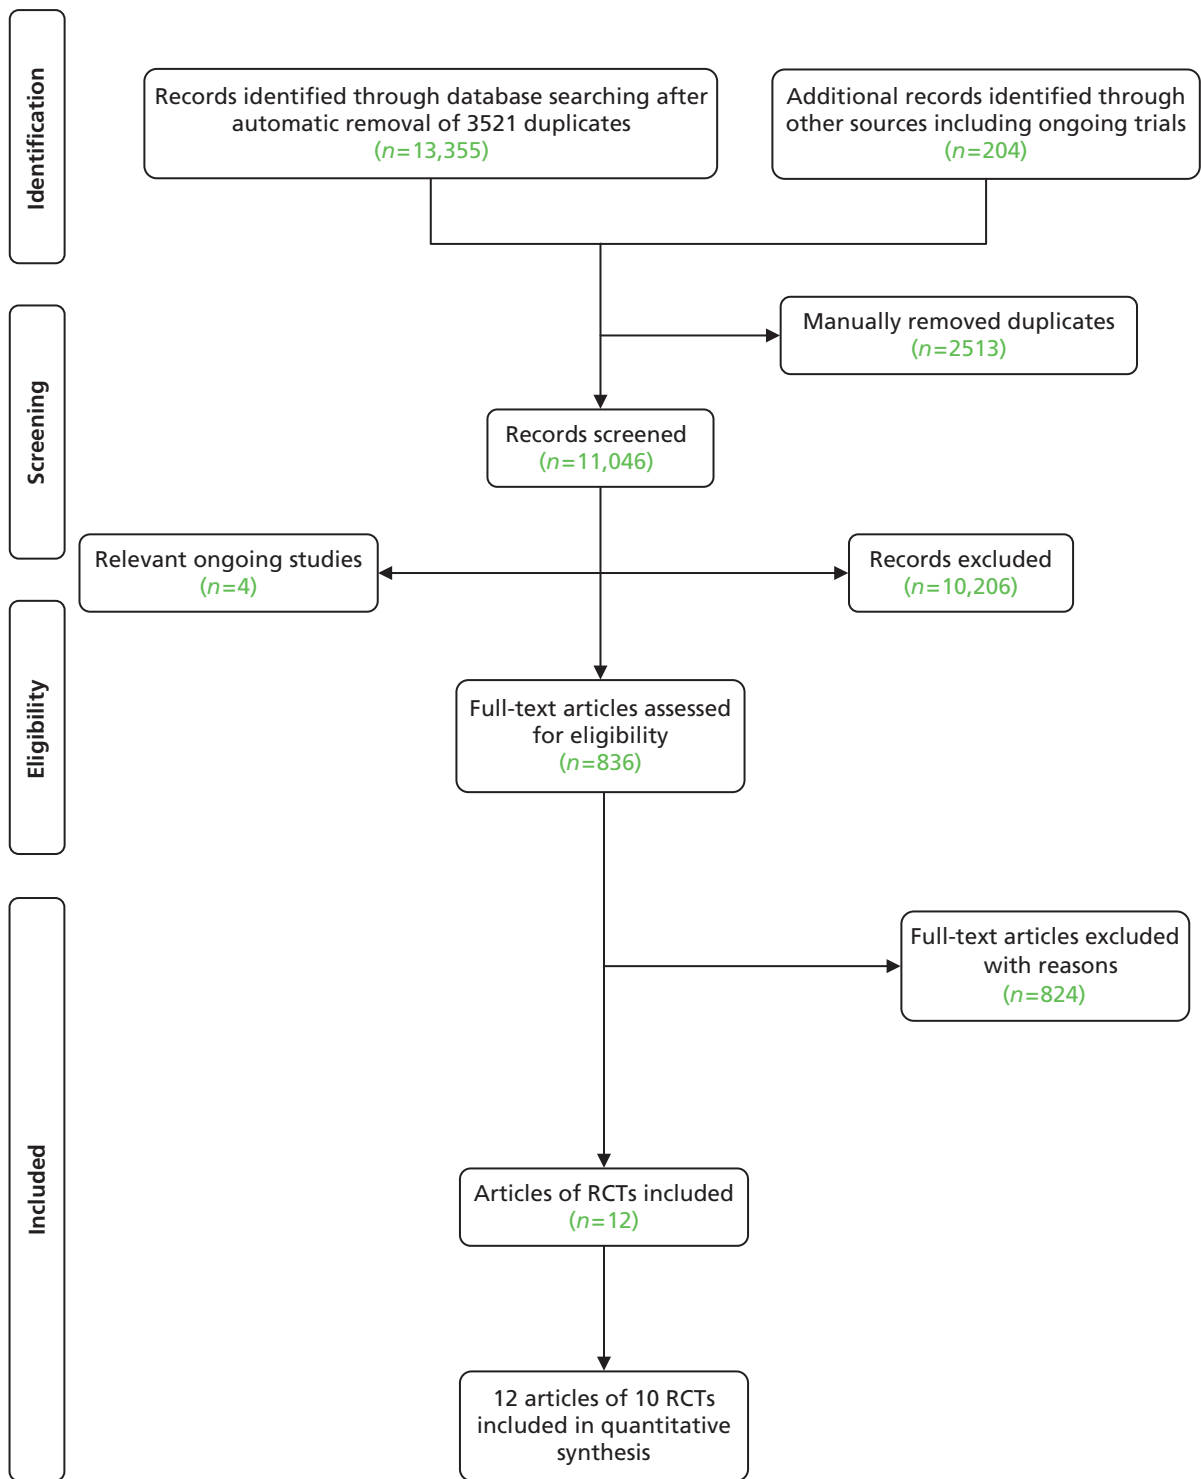 Identification
Records identified through database searching after
automatic removal of 3521 duplicates
(n=13,355)
Additional records identified through
other sources including ongoing trials
(n=204)
Screening
Manually removed duplicates
(n=2513)
Records screened
(n=11,046)
Relevant ongoing studies
(n=4)
Records excluded
(n=10,206)
Eligibility
Full-text articles assessed
for eligibility
(n=836)
Included
Full-text articles excluded
with reasons
(n=824)
Articles of RCTs included
(n=12)
12 articles of 10 RCTs
included in quantitative
synthesis